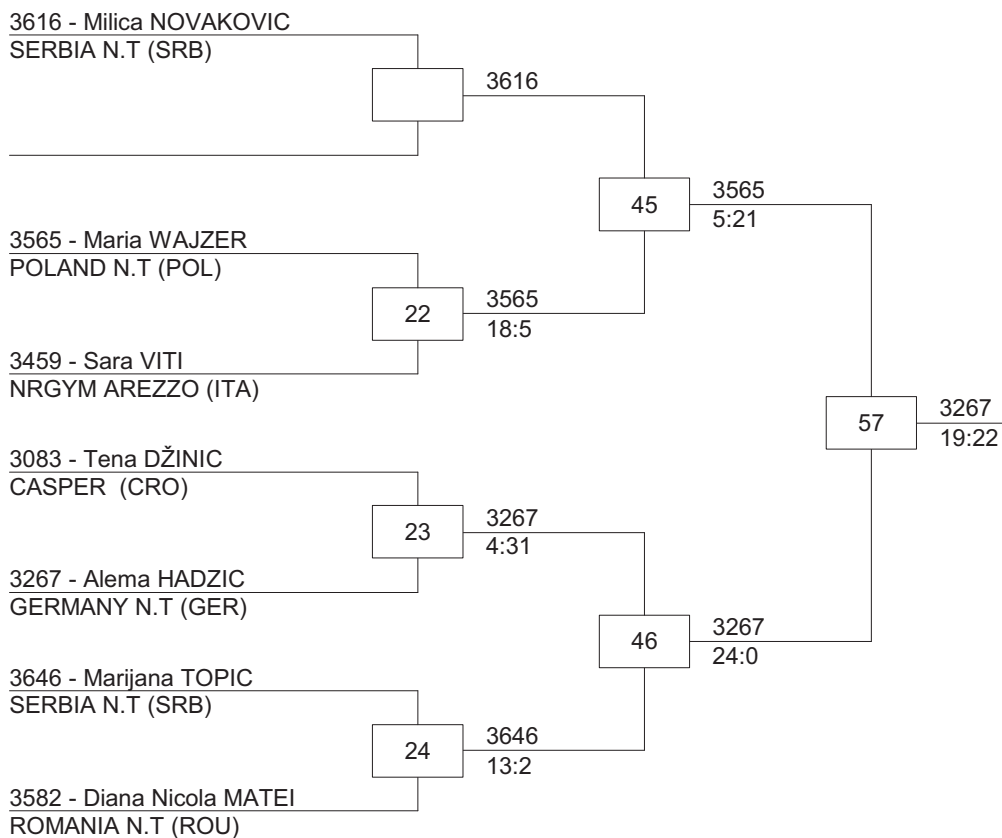 3616 - Milica NOVAKOVIC
SERBIA N.T (SRB)
3616
45
3565
5:21
3565 - Maria WAJZER
POLAND N.T (POL)
22
3565
18:5
3459 - Sara VITI
NRGYM AREZZO (ITA)
57
3267
19:22
3083 - Tena DŽINIC
CASPER  (CRO)
23
3267
4:31
3267 - Alema HADZIC
GERMANY N.T (GER)
46
3267
24:0
3646 - Marijana TOPIC
SERBIA N.T (SRB)
24
3646
13:2
3582 - Diana Nicola MATEI
ROMANIA N.T (ROU)